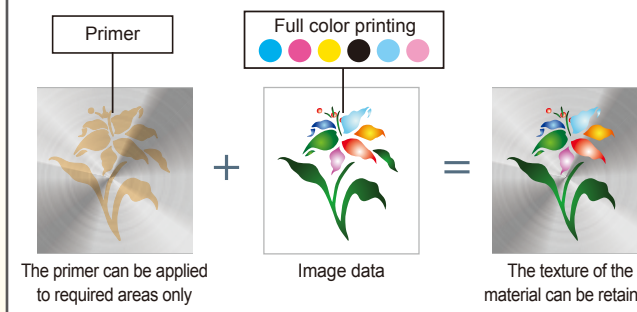 Primer
Full color printing
+
=
The primer can be applied
to required areas only
Image data
The texture of the
material can be retain